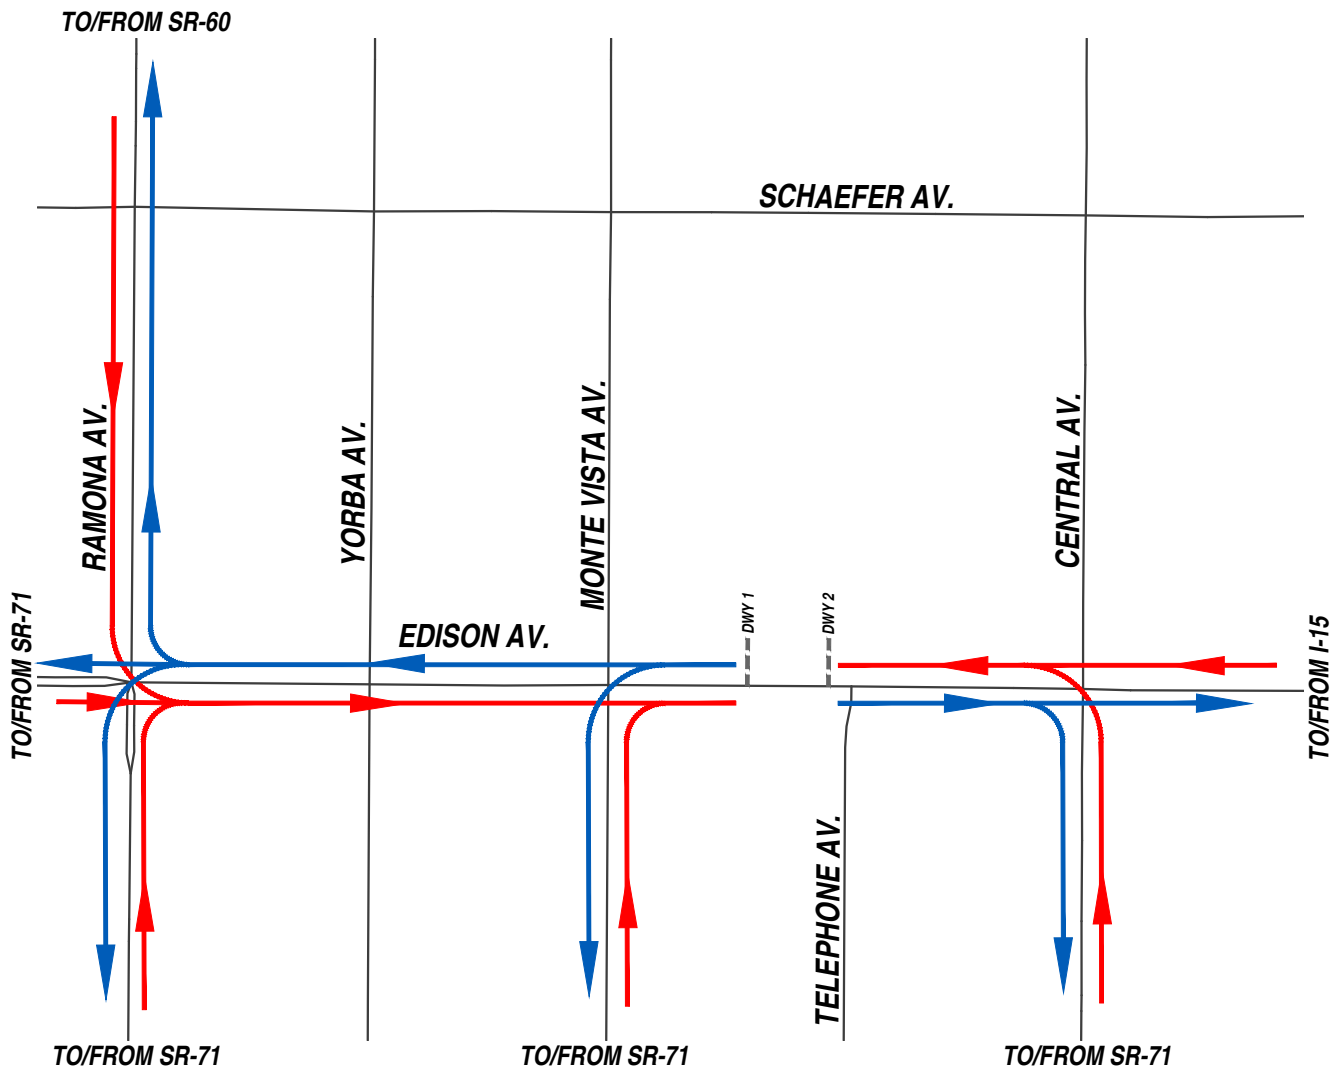 TO/FROM SR-60
SCHAEFER AV.
RAMONA AV.
YORBA AV.
MONTE VISTA AV.
CENTRAL AV.
TO/FROM SR-71
EDISON AV.
DWY 1
DWY 2
TO/FROM I-15
TELEPHONE AV.
TO/FROM SR-71
TO/FROM SR-71
TO/FROM SR-71